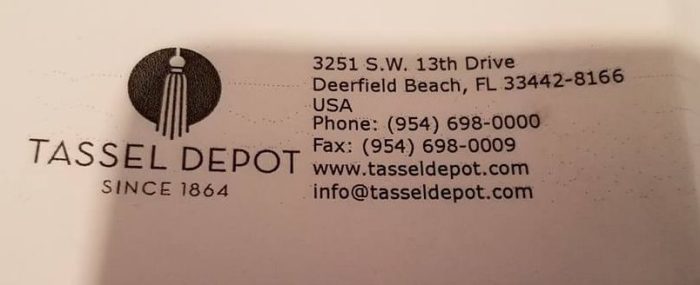 TASSEL DEPOT
SINCE 1864
3251 S.W. 13th Drive
Deerfield Beach, FL 33442-8166
USA
Phone: (954) 698-0000
Fax: (954) 698-0009
www.tasseldepot.com
info@tasseldepot.com